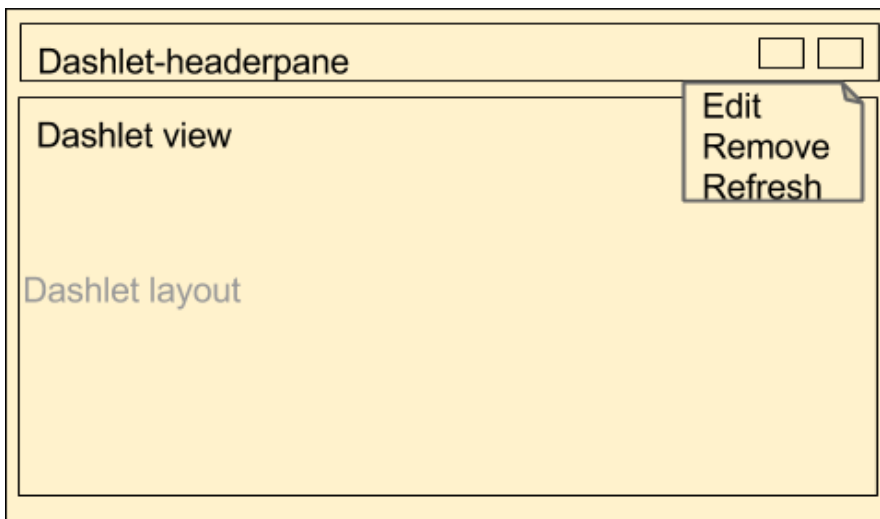 Dashlet-headerpane
Edit
Remove
Refresh
Dashlet view
Dashlet layout